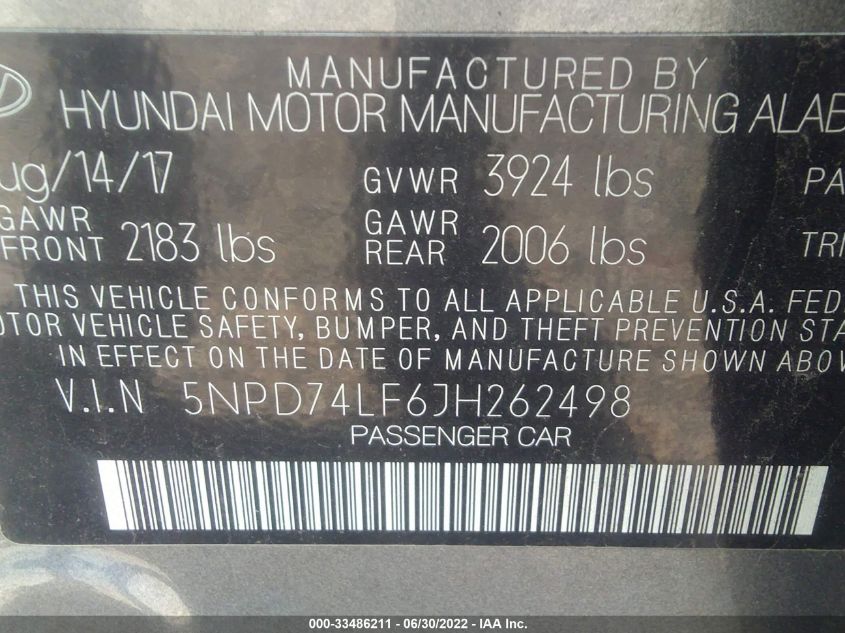 MANUFACTURED BY
HYUNDAI MOTOR MANUFACTURING ALAB
ug/14/17 GVWR 3924 lbs PA
GAWR FRONT 2183 lbs GAWR REAR 2006 lbs TRI
THIS VEHICLE CONFORMS TO ALL APPLICABLE U.S.A. FED
OTOR VEHICLE SAFETY, BUMPER, AND THEFT PREVENTION STA
IN EFFECT ON THE DATE OF MANUFACTURE SHOWN ABOV
V.I.N 5NPD74LF6JH262498
PASSENGER CAR
000-33486211 - 06/30/2022 - IAA Inc.